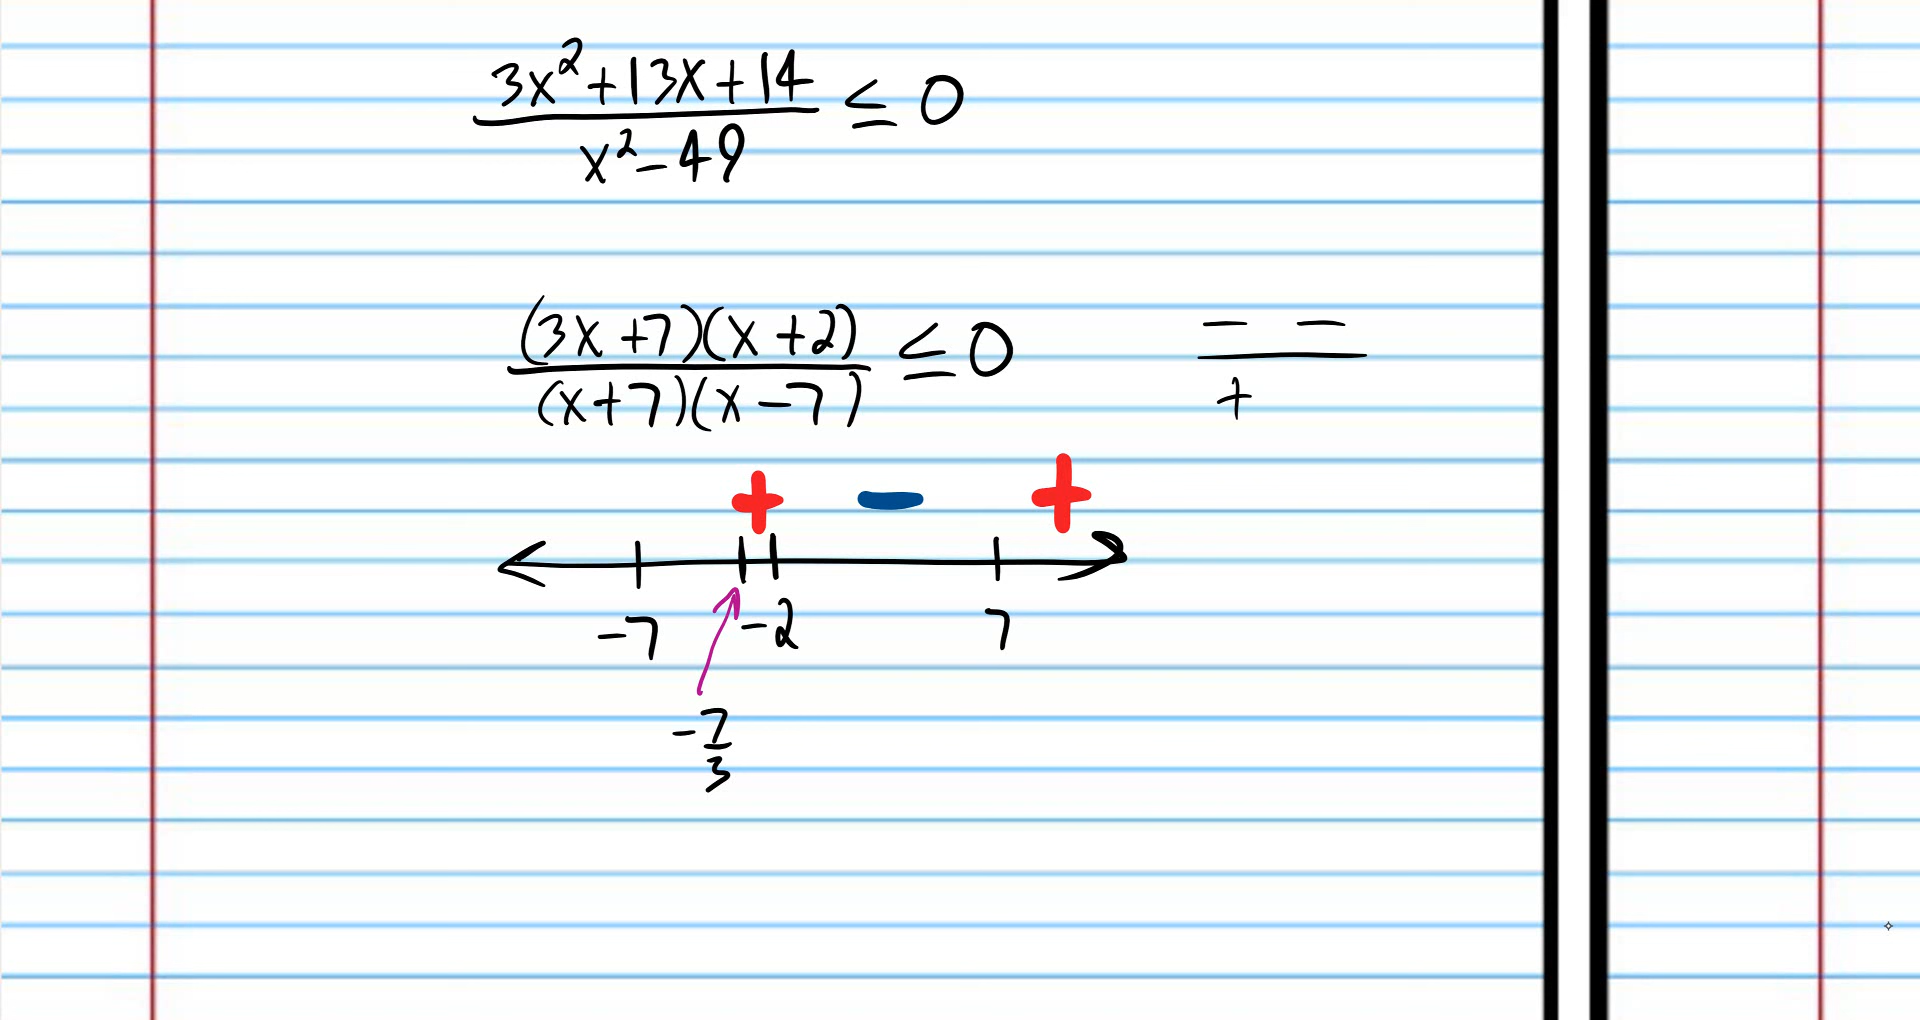 3x²+13x+14
x²-49
≤ 0
(3x+7)(x+2)
(x+7)(x-7)
≤ 0
− −
+
+ − +
-7 -2 7
-7/3